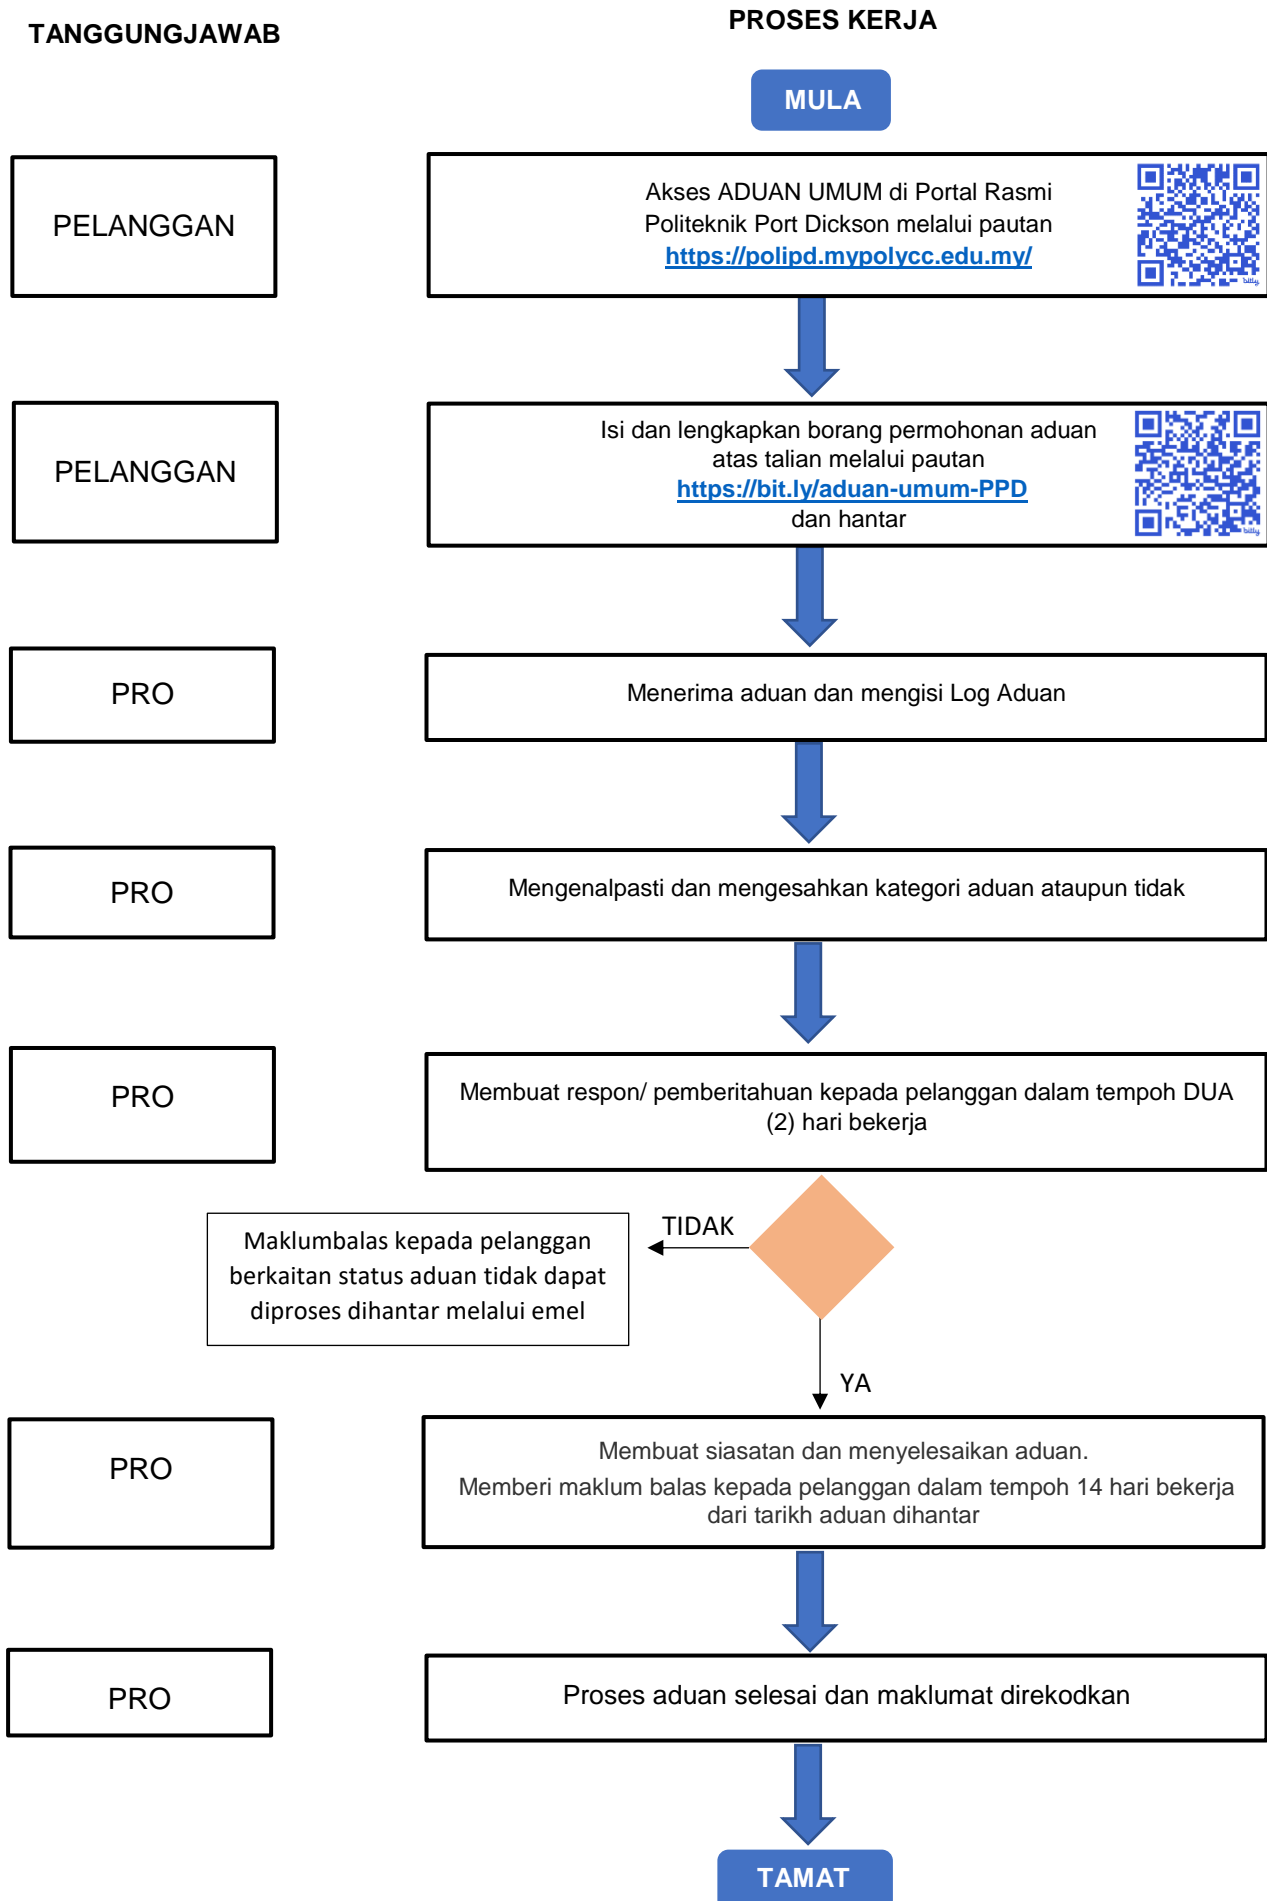 TANGGUNGJAWAB
PROSES KERJA
MULA
PELANGGAN
Akses ADUAN UMUM di Portal Rasmi
Politeknik Port Dickson melalui pautan
https://polipd.mypolycc.edu.my/
bitly
PELANGGAN
Isi dan lengkapkan borang permohonan aduan
atas talian melalui pautan
https://bit.ly/aduan-umum-PPD
dan hantar
bitly
PRO
Menerima aduan dan mengisi Log Aduan
PRO
Mengenalpasti dan mengesahkan kategori aduan ataupun tidak
PRO
Membuat respon/ pemberitahuan kepada pelanggan dalam tempoh DUA
(2) hari bekerja
TIDAK
Maklumbalas kepada pelanggan
berkaitan status aduan tidak dapat
diproses dihantar melalui emel
YA
PRO
Membuat siasatan dan menyelesaikan aduan.
Memberi maklum balas kepada pelanggan dalam tempoh 14 hari bekerja
dari tarikh aduan dihantar
PRO
Proses aduan selesai dan maklumat direkodkan
TAMAT